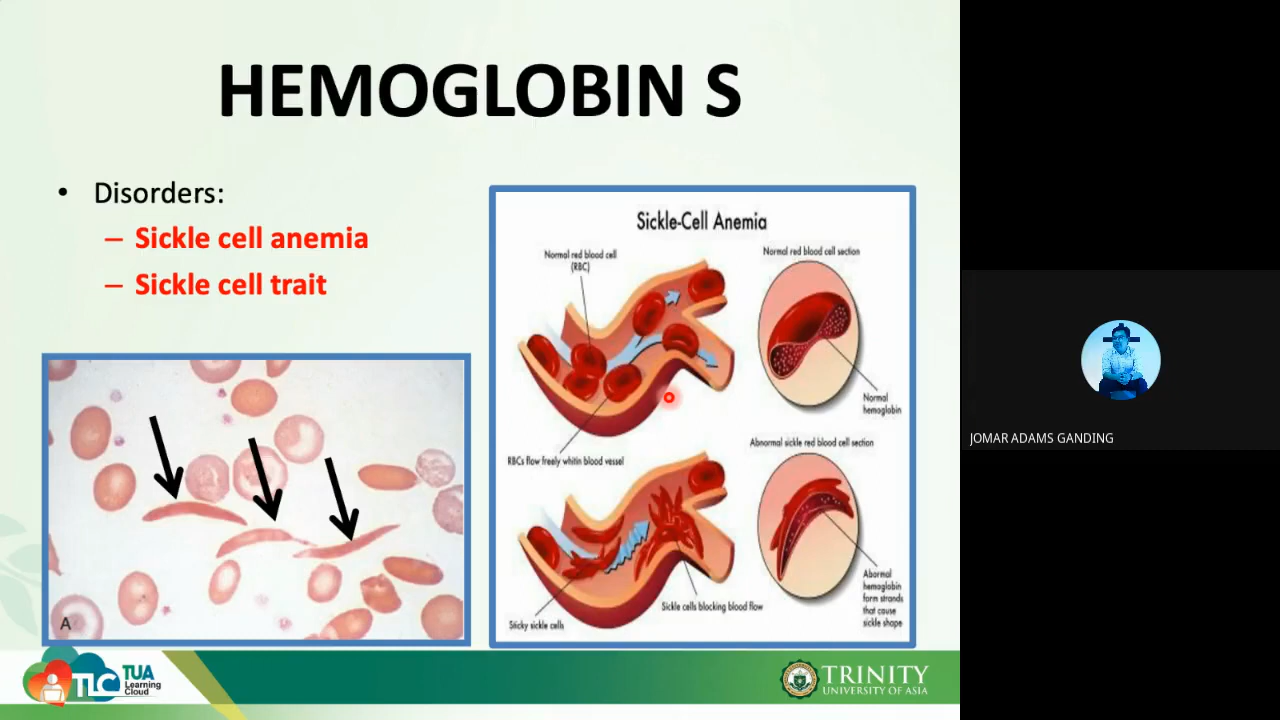 HEMOGLOBIN S
• Disorders:
– Sickle cell anemia
– Sickle cell trait
A
Sickle-Cell Anemia
Normal red blood cell
(RBC)
Normal red blood cell section
Normal
hemoglobin
RBCs flow freely whitin blood vessel
Abnormal sickle red blood cell section
Sticky sickle cells
Sickle cells blocking blood flow
Abormal
hemoglobin
form strands
that cause
sickle shape
JOMAR ADAMS GANDING
TLC
TUA
Learning
Cloud
TRINITY
UNIVERSITY OF ASIA